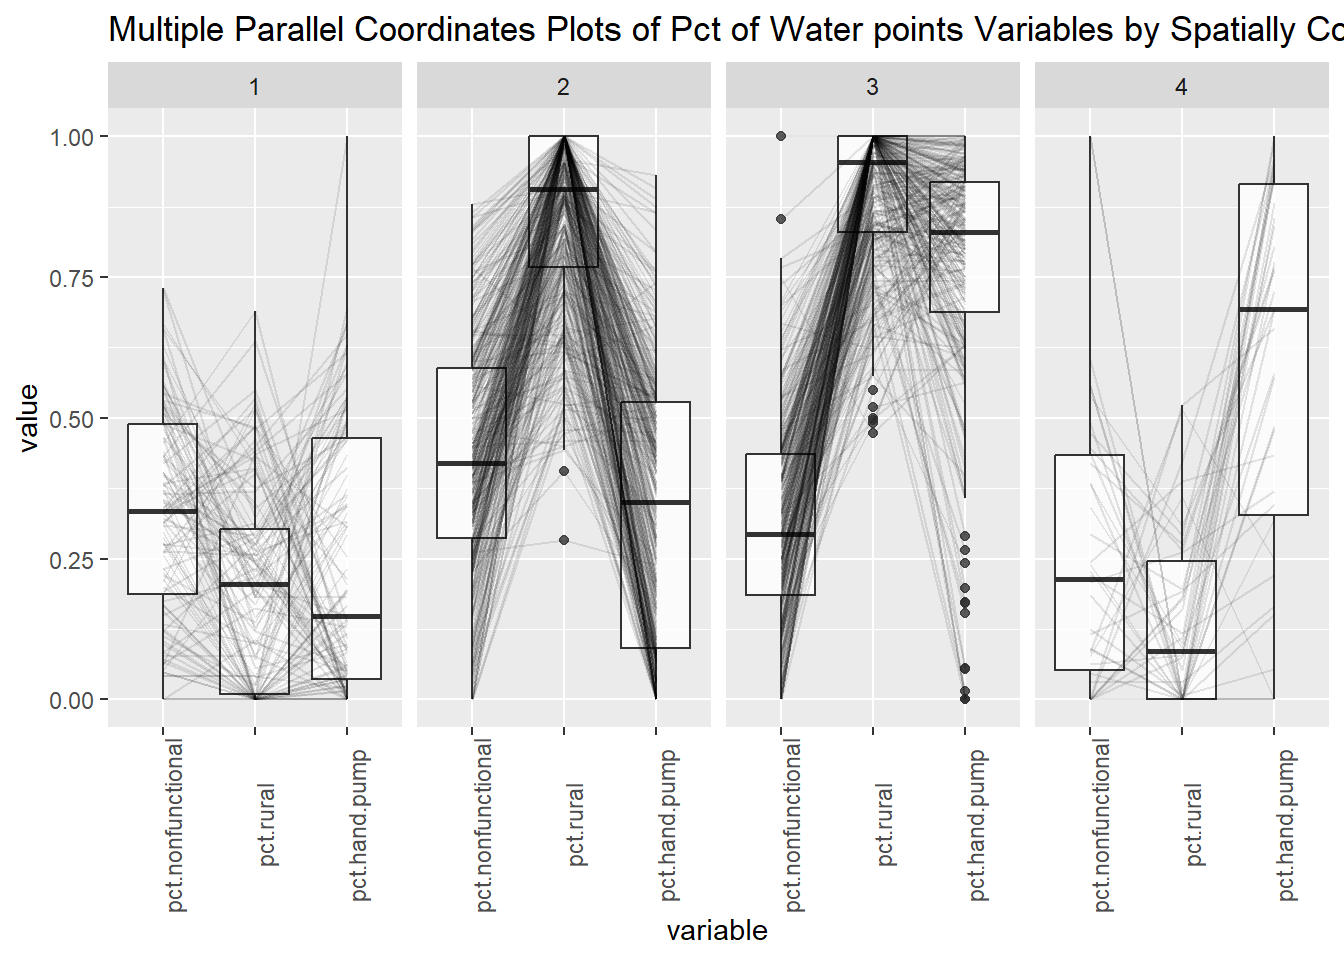 Multiple Parallel Coordinates Plots of Pct of Water points Variables by Spatially Co
1 2 3 4
1.00
0.75
0.50
0.25
0.00
value
pct.nonfunctional pct.rural pct.hand.pump pct.nonfunctional pct.rural pct.hand.pump pct.nonfunctional pct.rural pct.hand.pump pct.nonfunctional pct.rural pct.hand.pump
variable